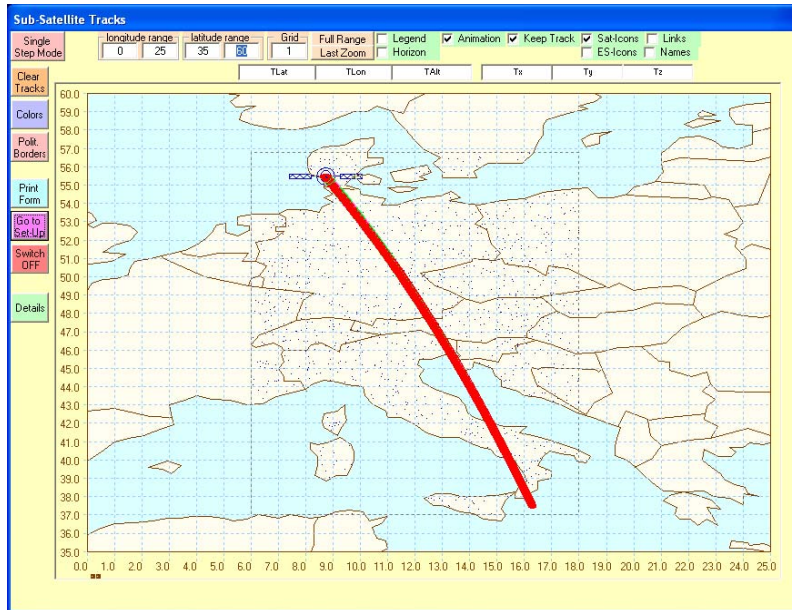 Sub-Satellite Tracks
Single Step Mode
longitude range
0 25
latitude range
35 60
Grid
1
Full Range
Last Zoom
Legend
Horizon
Animation
Keep Track
Sat-Icons
Links
ES-Icons
Names
TLat TLon TAlt Tx Ty Tz
Clear Tracks
Colors
Polit. Borders
Print Form
Go to Set-Up
Switch OFF
Details
60.0
59.0
58.0
57.0
56.0
55.0
54.0
53.0
52.0
51.0
50.0
49.0
48.0
47.0
46.0
45.0
44.0
43.0
42.0
41.0
40.0
39.0
38.0
37.0
36.0
35.0
0.0 1.0 2.0 3.0 4.0 5.0 6.0 7.0 8.0 9.0 10.0 11.0 12.0 13.0 14.0 15.0 16.0 17.0 18.0 19.0 20.0 21.0 22.0 23.0 24.0 25.0